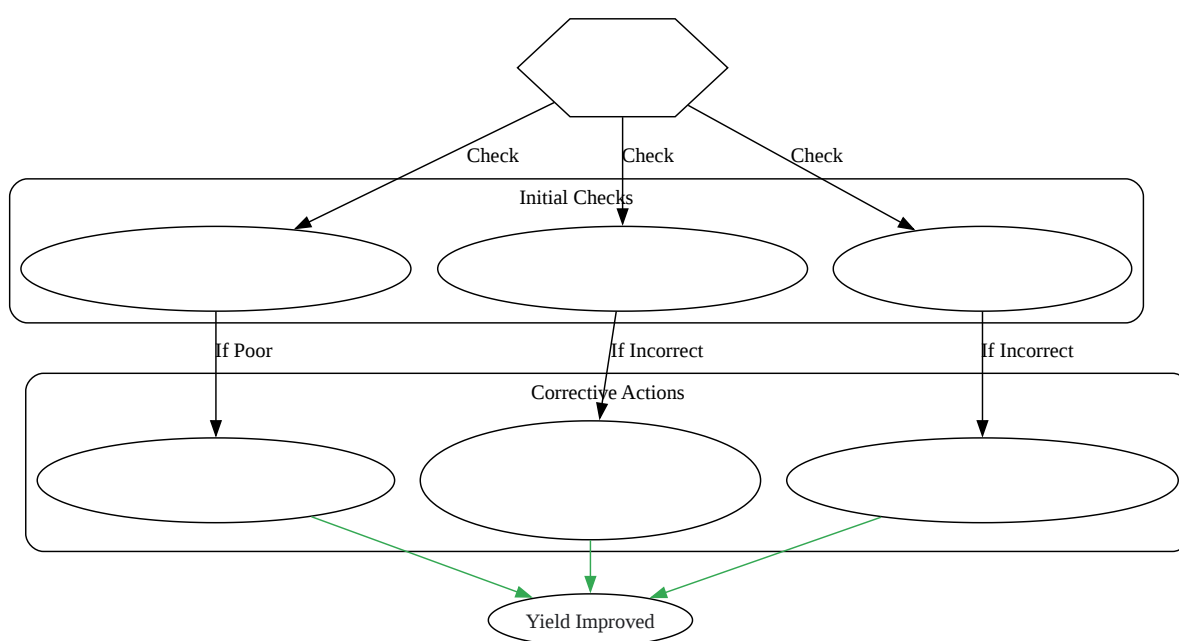 Check
Check
Check
Initial Checks
If Poor
If Incorrect
If Incorrect
Corrective Actions
Yield Improved